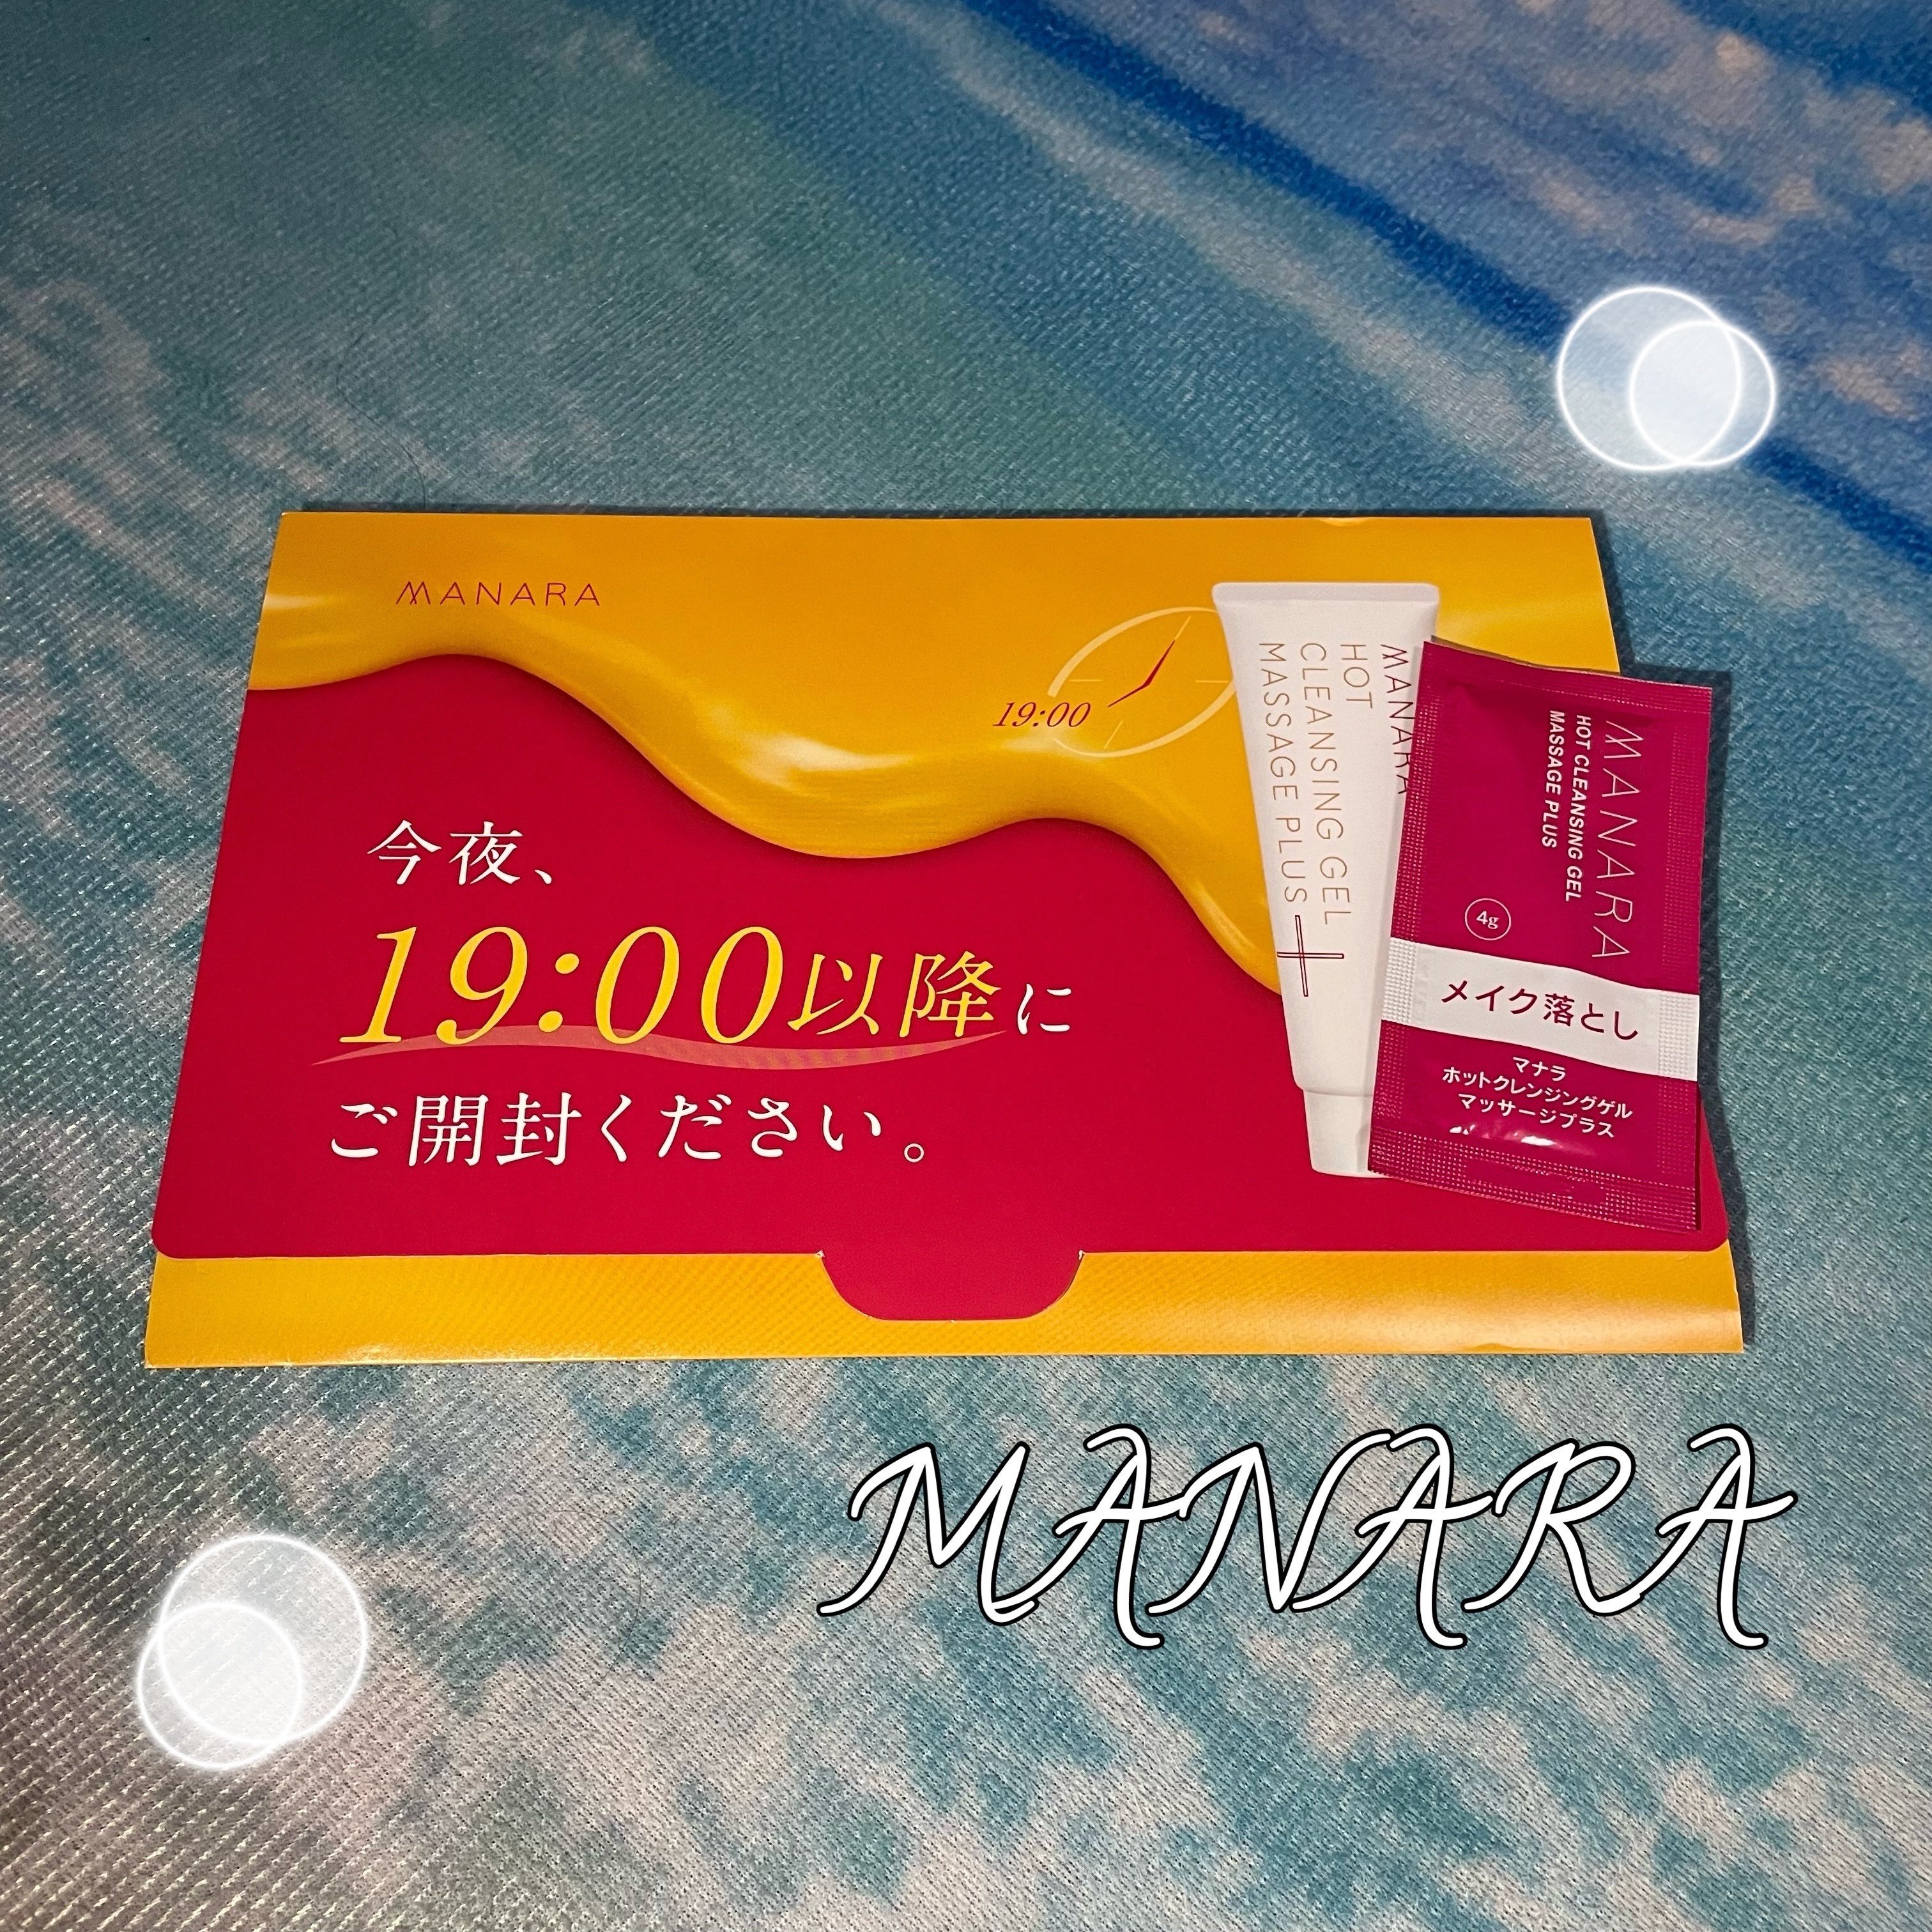 MANARA
19:00
今夜、
19:00以降に
ご開封ください。
MANARA
HOT
CLEANSING GEL
MASSAGE PLUS
MANARA
HOT CLEANSING GEL
MASSAGE PLUS
4g
メイク落とし
マナラ
ホットクレンジングゲル
マッサージプラス
MANARA